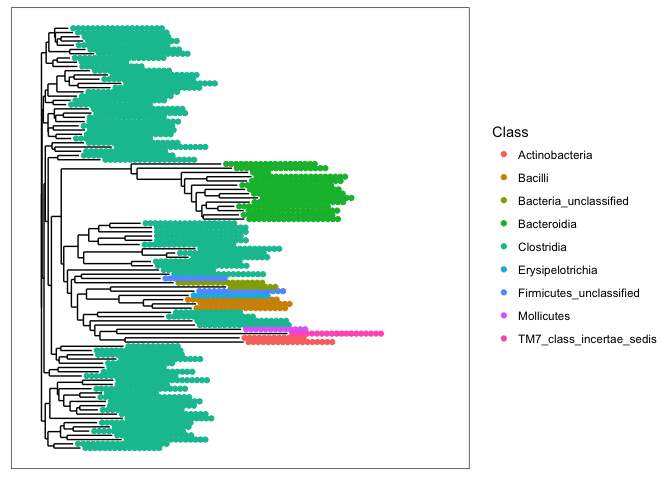 Class
Actinobacteria
Bacilli
Bacteria_unclassified
Bacteroidia
Clostridia
Erysipelotrichia
Firmicutes_unclassified
Mollicutes
TM7_class_incertae_sedis